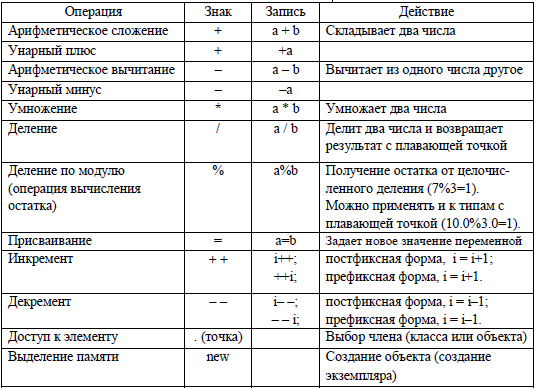 Операция Знак Запись Действие
Арифметическое сложение + a + b Складывает два числа
Унарный плюс + +a
Арифметическое вычитание – a – b Вычитает из одного числа другое
Унарный минус – –a
Умножение * a * b Умножает два числа
Деление / a / b Делит два числа и возвращает
результат с плавающей точкой
Деление по модулю % a%b Получение остатка от целочис-
(операция вычисления ленного деления (7%3=1).
остатка) Можно применять и к типам с
плавающей точкой (10.0%3.0=1).
Присваивание = a=b Задает новое значение переменной
Инкремент + + i++; постфиксная форма, i = i+1;
++i; префиксная форма, i = i+1.
Декремент – – i– –; постфиксная форма, i = i–1;
– – i; префиксная форма, i = i–1.
Доступ к элементу . (точка) Выбор члена (класса или объекта)
Выделение памяти new Создание объекта (создание
экземпляра)